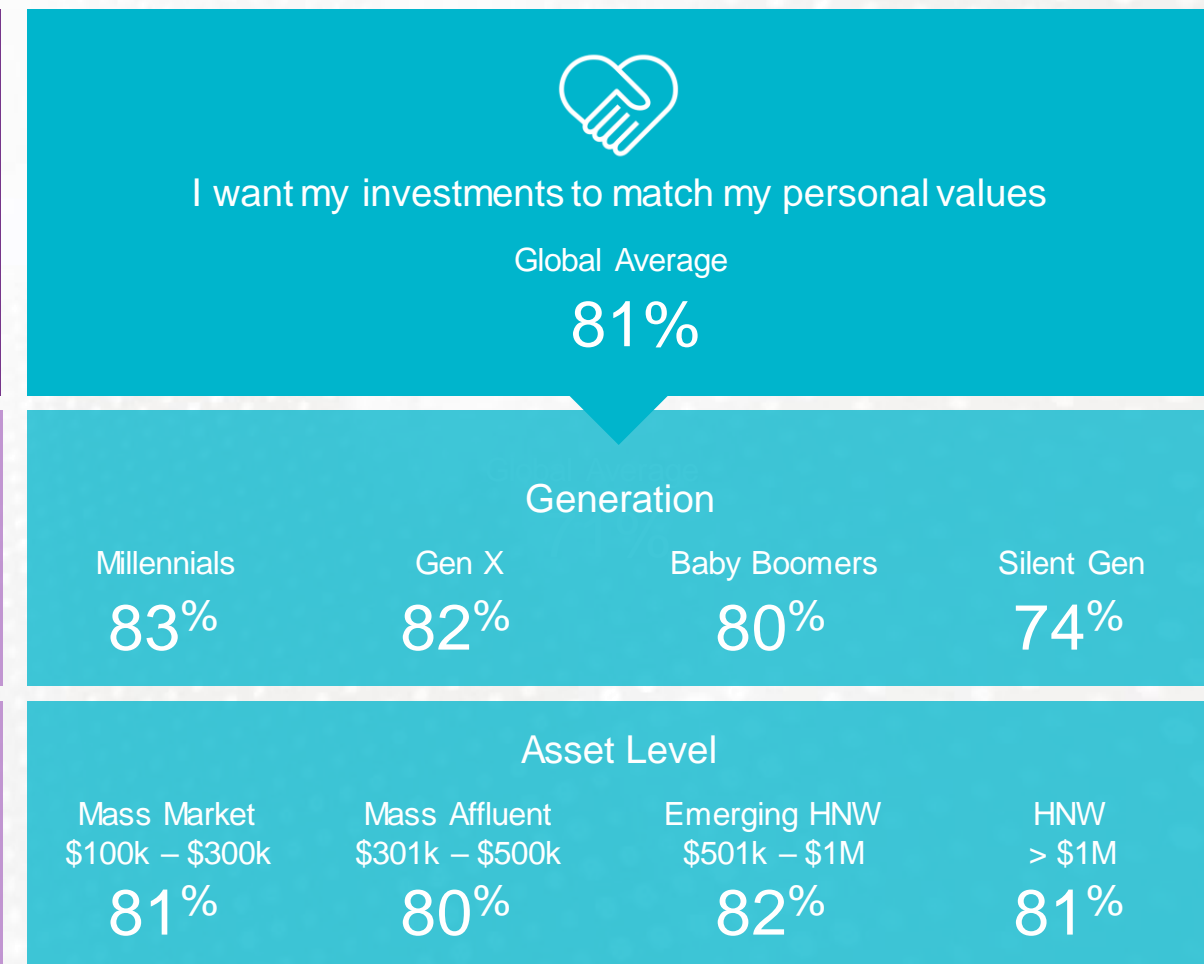 I want my investments to match my personal values
Global Average
81%
Generation
Millennials Gen X Baby Boomers Silent Gen
83% 82% 80% 74%
Asset Level
Mass Market Mass Affluent Emerging HNW HNW
$100k – $300k $301k – $500k $501k – $1M > $1M
81% 80% 82% 81%